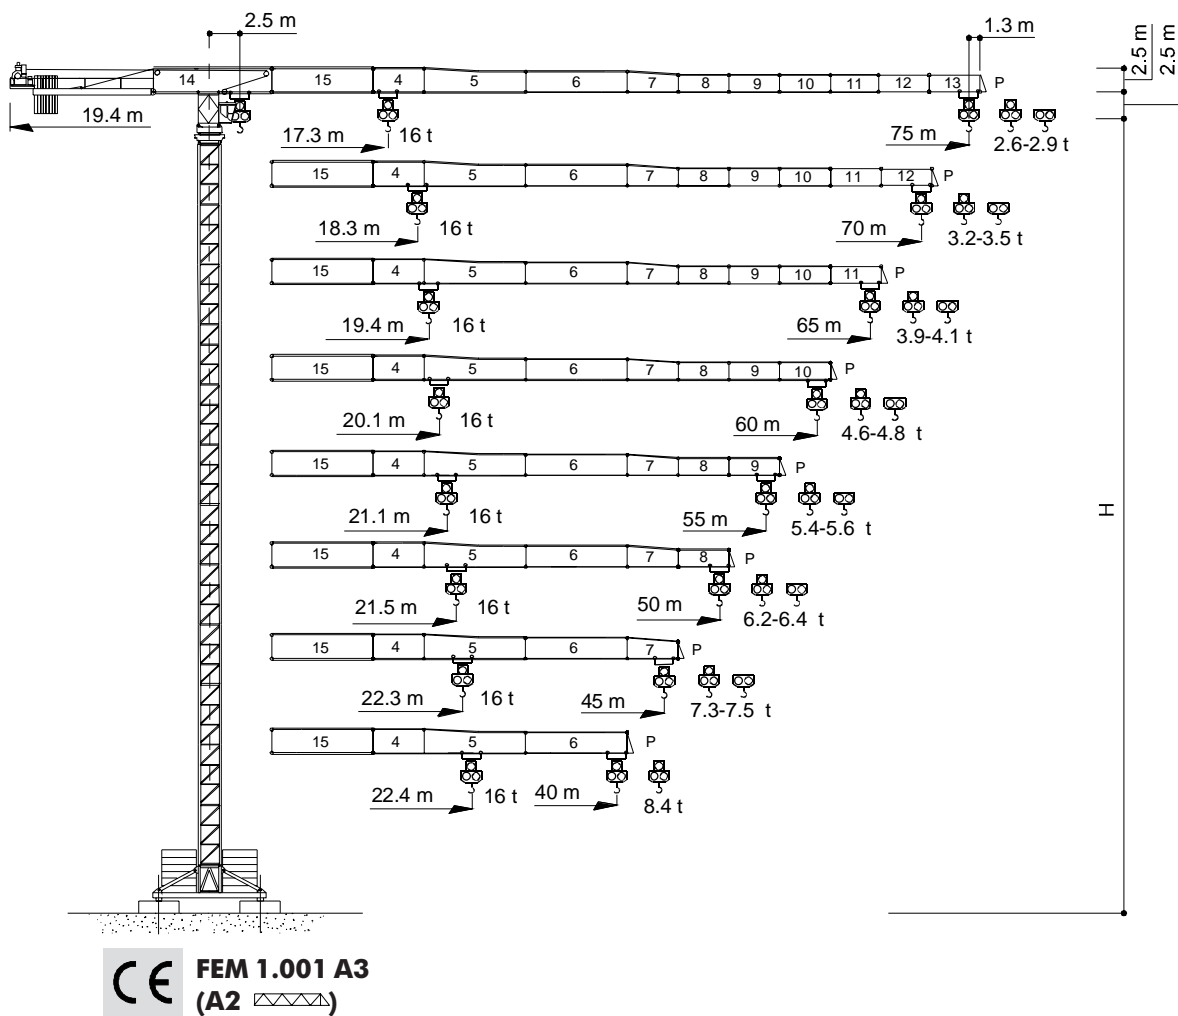 2.5 m
1.3 m
2.5 m
2.5 m
14 15 4 5 6 7 8 9 10 11 12 13 P
19.4 m
17.3 m 16 t 75 m 2.6-2.9 t
15 4 5 6 7 8 9 10 11 12 P
18.3 m 16 t 70 m 3.2-3.5 t
15 4 5 6 7 8 9 10 11 P
19.4 m 16 t 65 m 3.9-4.1 t
15 4 5 6 7 8 9 10 P
20.1 m 16 t 60 m 4.6-4.8 t
15 4 5 6 7 8 9 P
21.1 m 16 t 55 m 5.4-5.6 t
H
15 4 5 6 7 8 P
21.5 m 16 t 50 m 6.2-6.4 t
15 4 5 6 7 P
22.3 m 16 t 45 m 7.3-7.5 t
15 4 5 6 P
22.4 m 16 t 40 m 8.4 t
CE FEM 1.001 A3
(A2 )